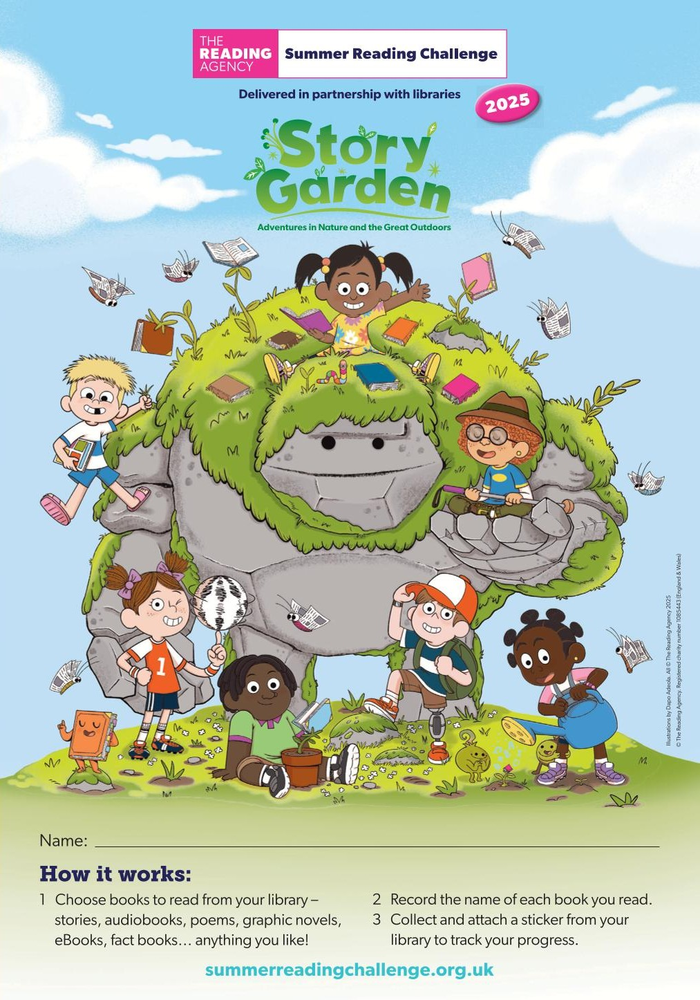 THE
READING
AGENCY
Summer Reading Challenge
Delivered in partnership with libraries
2025
Story
Garden
Adventures in Nature and the Great Outdoors
1
Illustrations by Dapo Adeola. All © The Reading Agency 2025
© The Reading Agency. Registered charity number 1085443 (England & Wales)
Name:
How it works:
1 Choose books to read from your library –
stories, audiobooks, poems, graphic novels,
eBooks, fact books… anything you like!
2 Record the name of each book you read.
3 Collect and attach a sticker from your
library to track your progress.
summerreadingchallenge.org.uk